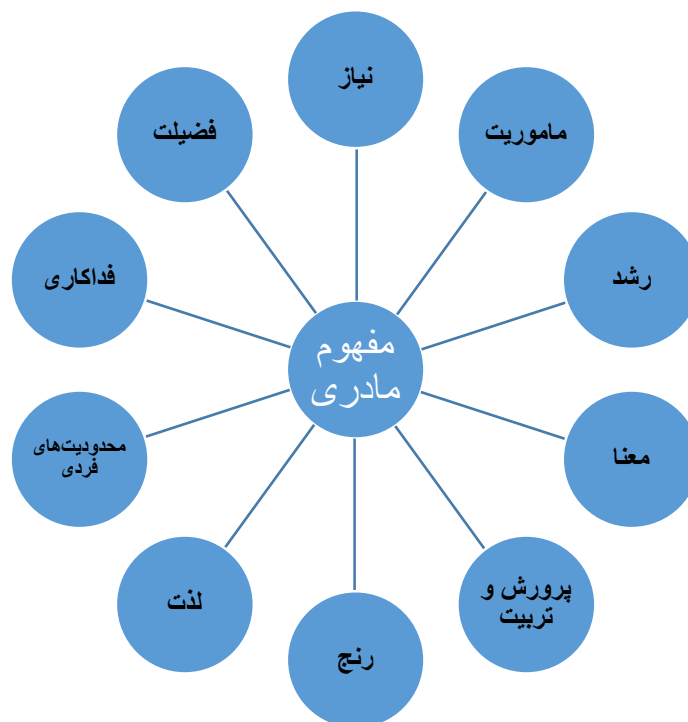 نیاز
ماموریت
رشد
معنا
پرورش و
تربیت
رنج
لذت
محدودیت‌های
فردی
فداکاری
فضیلت
مفهوم
مادری